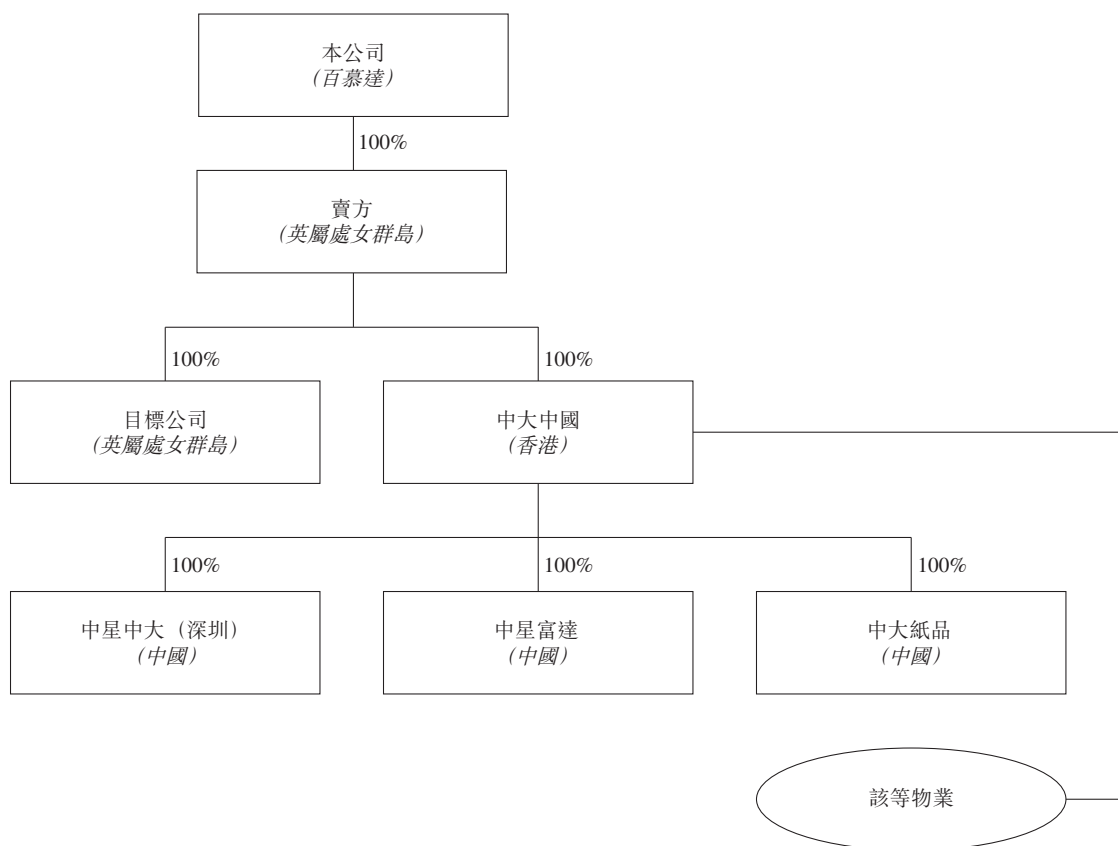 本公司
(百慕達)
100%
賣方
(英屬處女群島)
100%
100%
目標公司
(英屬處女群島)
中大中國
(香港)
100%
100%
100%
中星中大（深圳）
(中國)
中星富達
(中國)
中大紙品
(中國)
該等物業